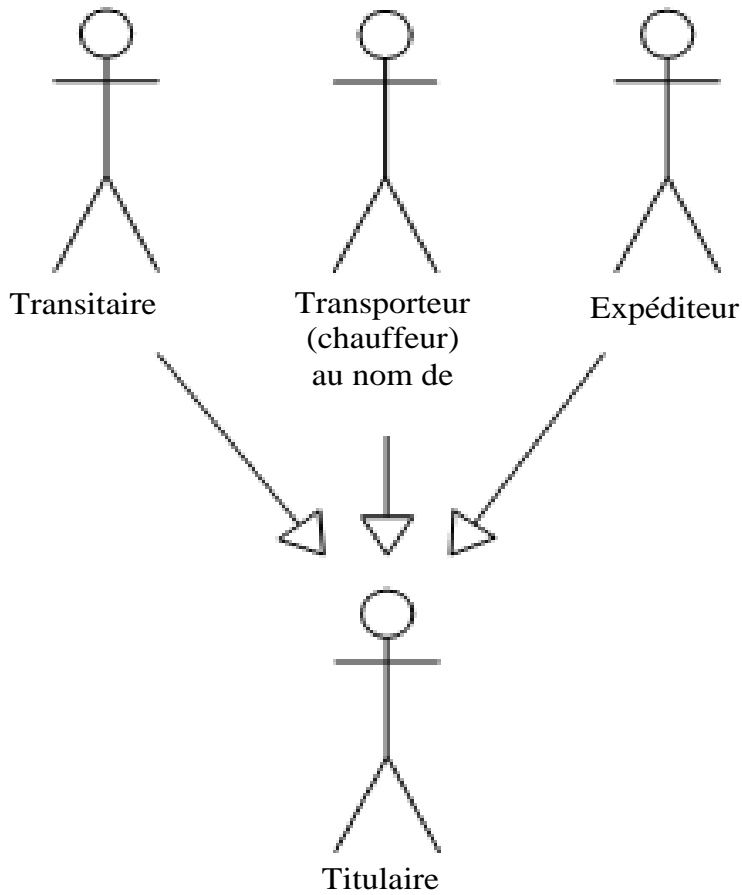 Transitaire
Transporteur
(chauffeur)
au nom de
Expéditeur
Titulaire